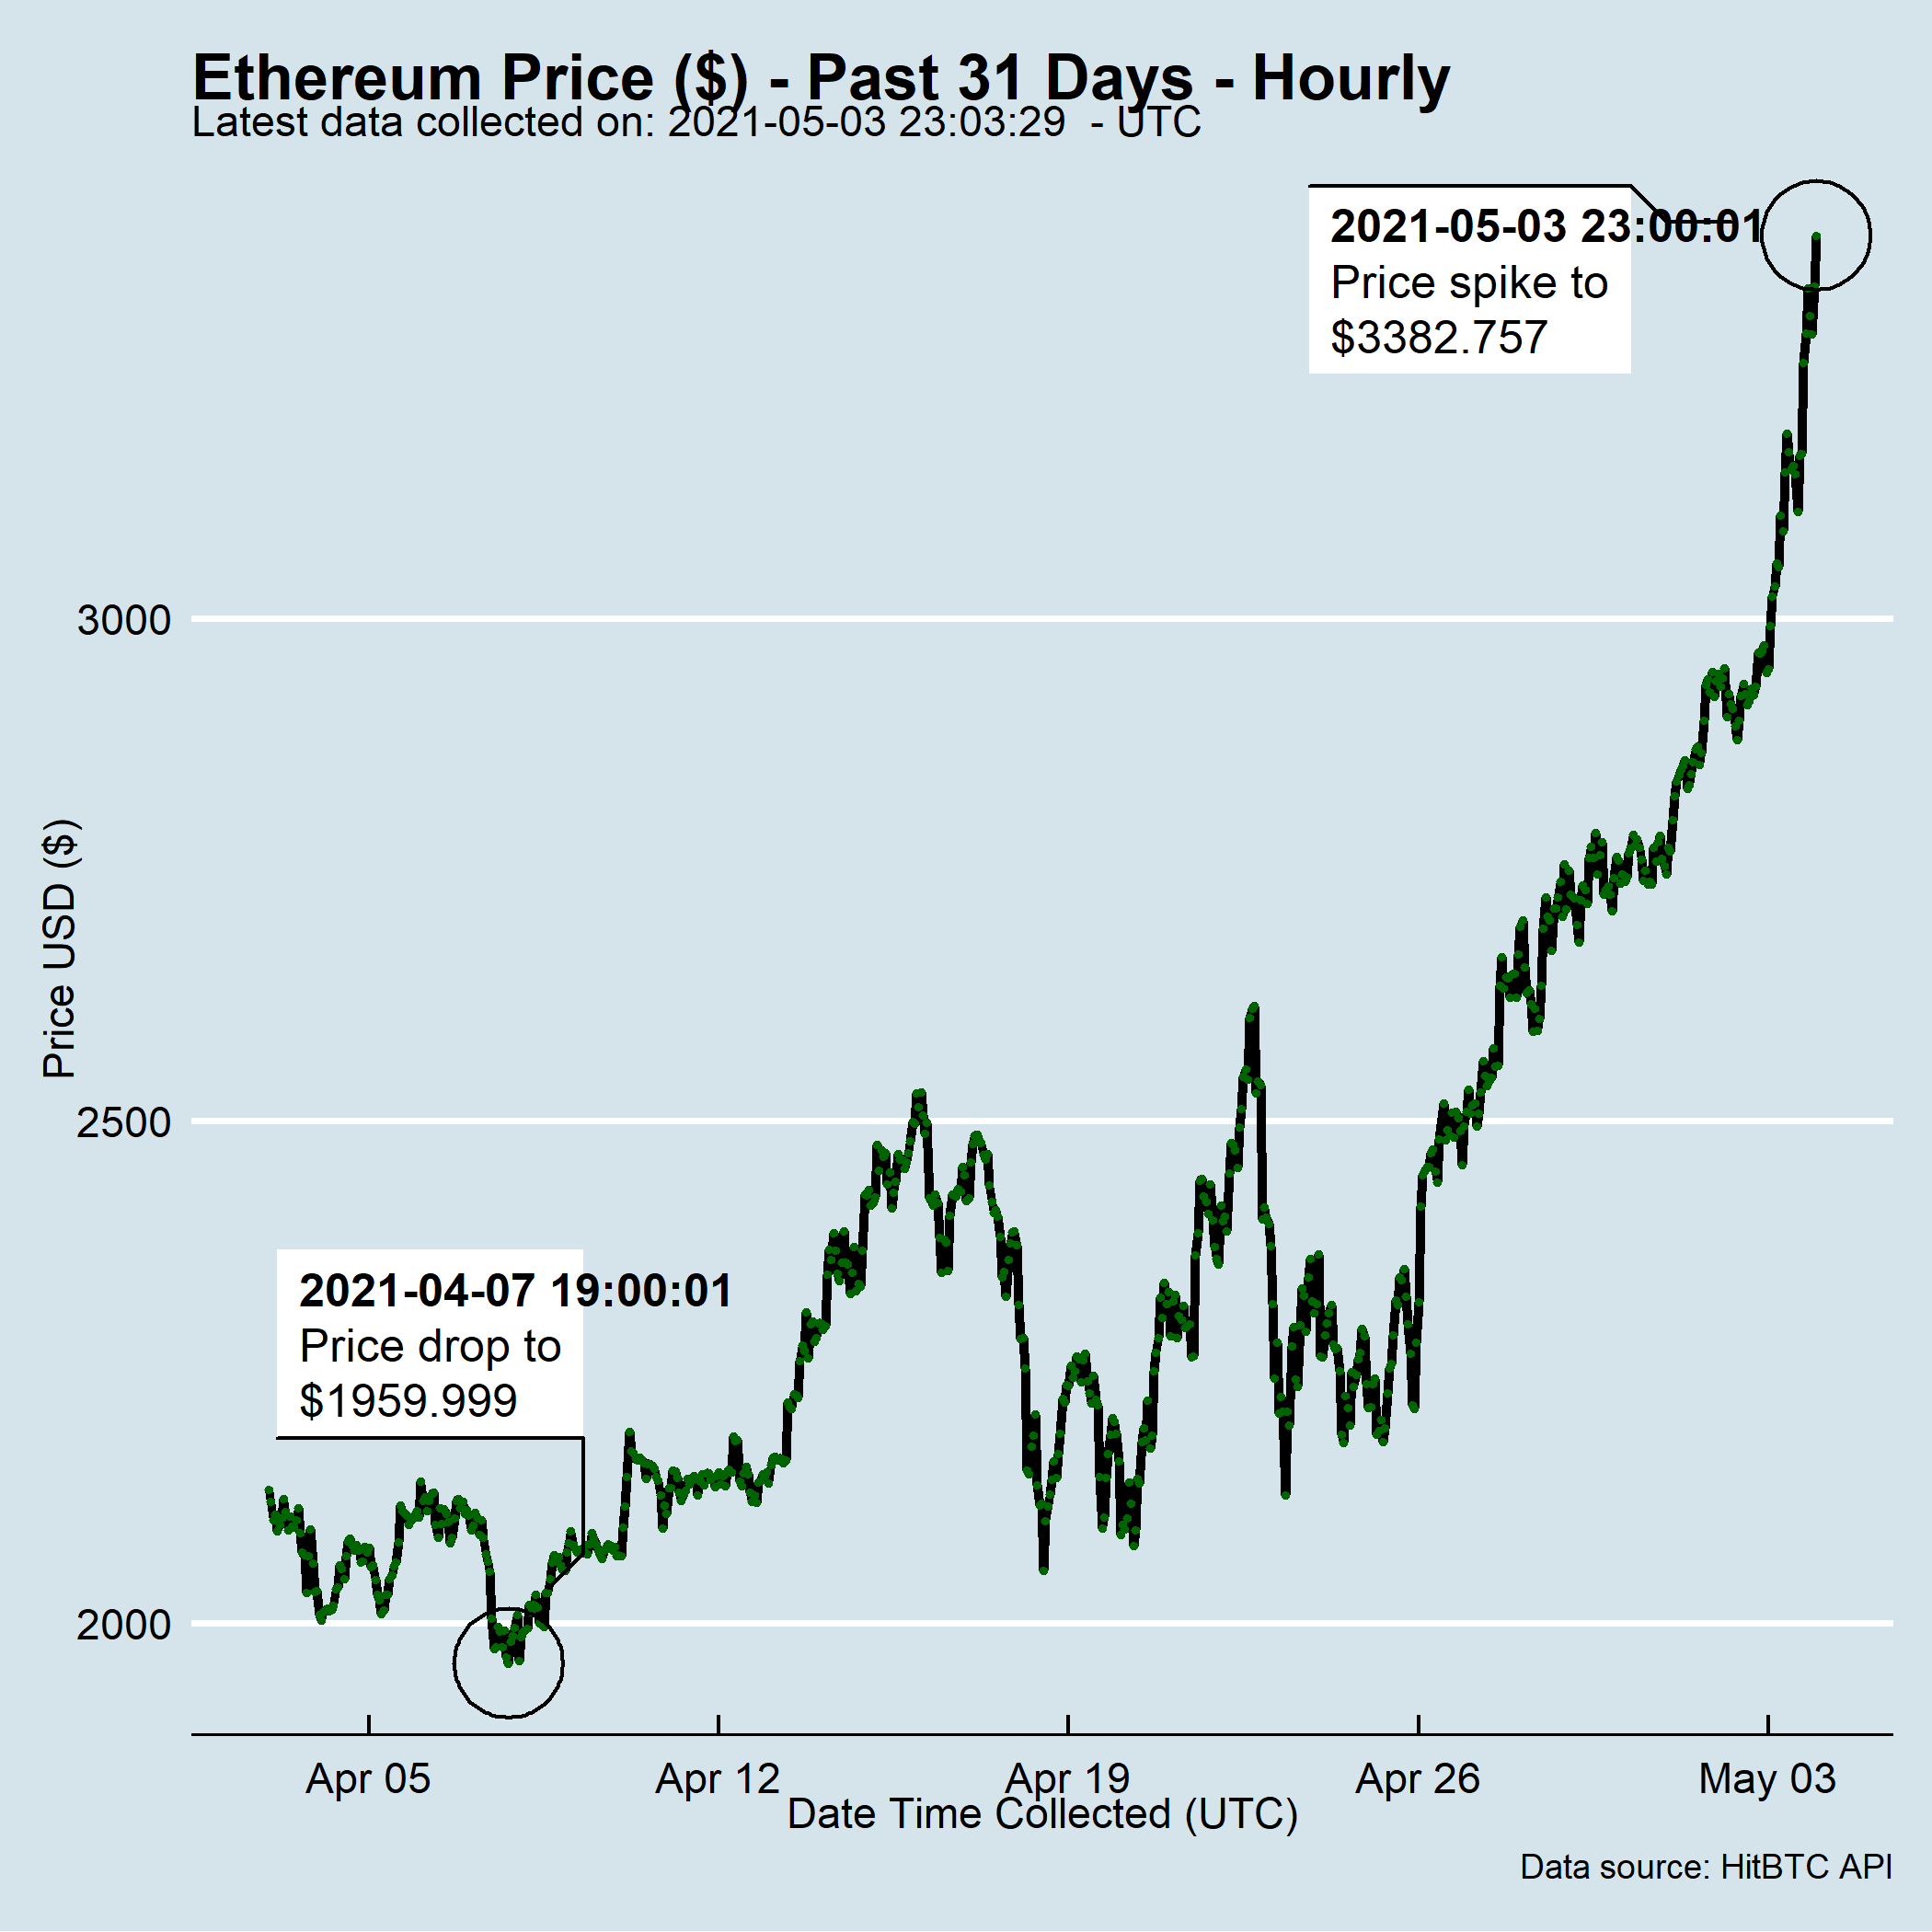 Ethereum Price ($) - Past 31 Days - Hourly
Latest data collected on: 2021-05-03 23:03:29  - UTC
2021-05-03 23:00:01
Price spike to
$3382.757
3000
Price USD ($)
2500
2021-04-07 19:00:01
Price drop to
$1959.999
2000
Apr 05 Apr 12 Apr 19 Apr 26 May 03
Date Time Collected (UTC)
Data source: HitBTC API